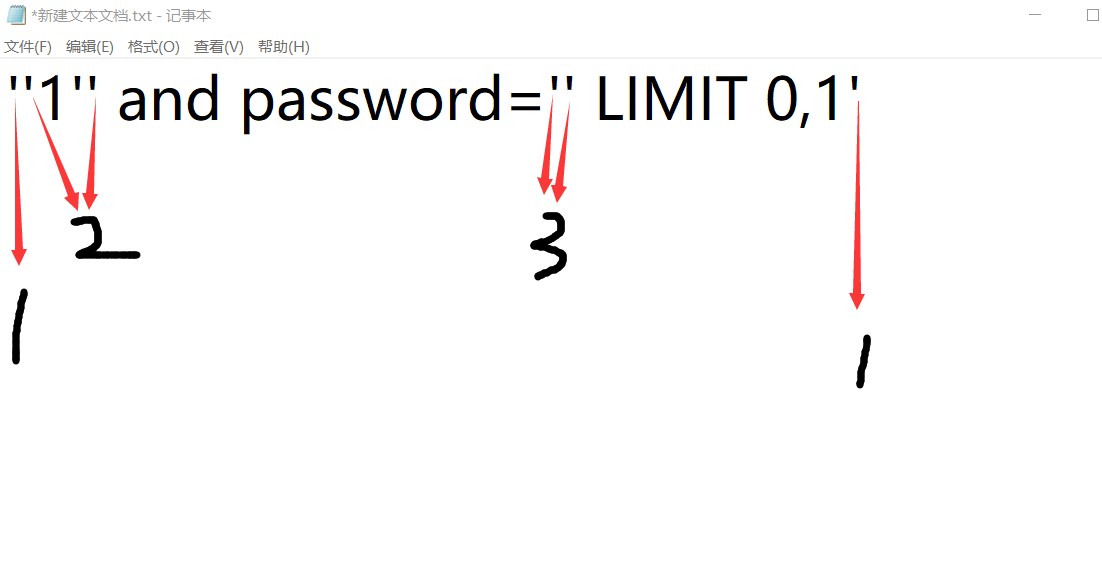 *新建文本文档.txt - 记事本
文件(F) 编辑(E) 格式(O) 查看(V) 帮助(H)
''1'' and password='' LIMIT 0,1'
2
3
1
1